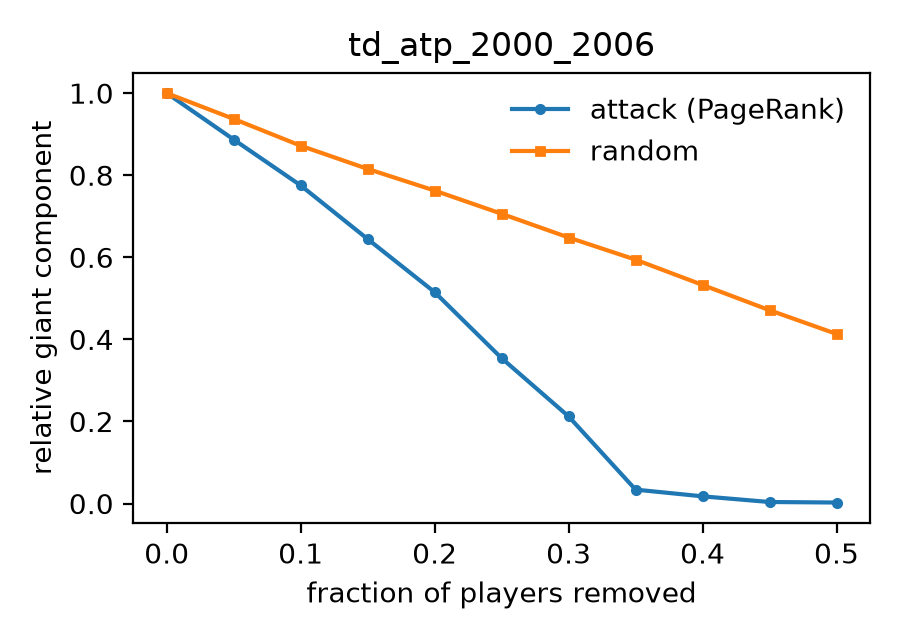 td_atp_2000_2006
1.0
0.8
0.6
0.4
0.2
0.0
relative giant component
attack (PageRank)
random
0.0 0.1 0.2 0.3 0.4 0.5
fraction of players removed